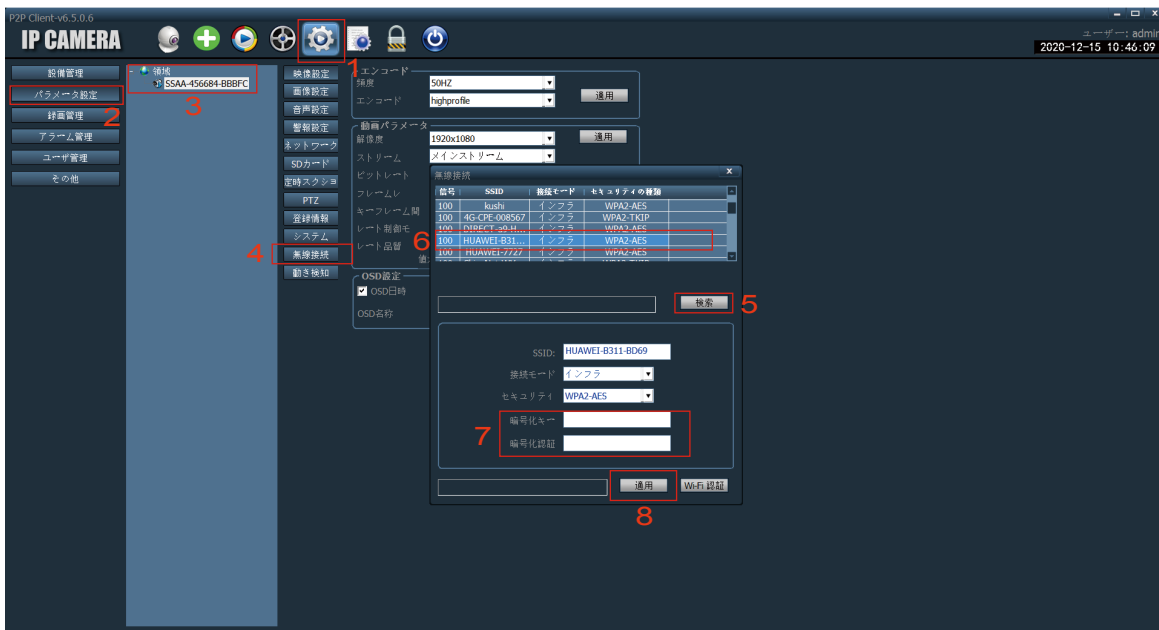 P2P Client-v6.5.0.6
IP CAMERA
ユーザー: admin
2020-12-15 10:46:09
1
設備管理
パラメータ設定
2
録画管理
アラーム管理
ユーザ管理
その他
領域
SSAA-456684-BBBFC
3
映像設定
画像設定
音声設定
警報設定
ネットワーク
SDカード
定時スクショ
PTZ
登録情報
システム
4
無線接続
動き検知
エンコード
頻度 50HZ
エンコード highprofile
適用
動画パラメータ
解像度 1920x1080 適用
ストリーム メインストリーム
ビットレート
フレームレ
キーフレーム間
レート制御モ
レート品質
値
OSD設定
OSD日時
OSD名称
無線接続 x
信号 SSID 接続モード セキュリティの種類
100 kushi インフラ WPA2-AES
100 4G-CPE-008567 インフラ WPA2-TKIP
100 DIRECT-a9-H... インフラ WPA2-AES
6
100 HUAWEI-B31... インフラ WPA2-AES
100 HUAWEI-7727 インフラ WPA2-AES
検索
5
SSID: HUAWEI-B311-BD69
接続モード インフラ
セキュリティ WPA2-AES
7
暗号化キー
暗号化認証
適用
Wi-Fi 認証
8